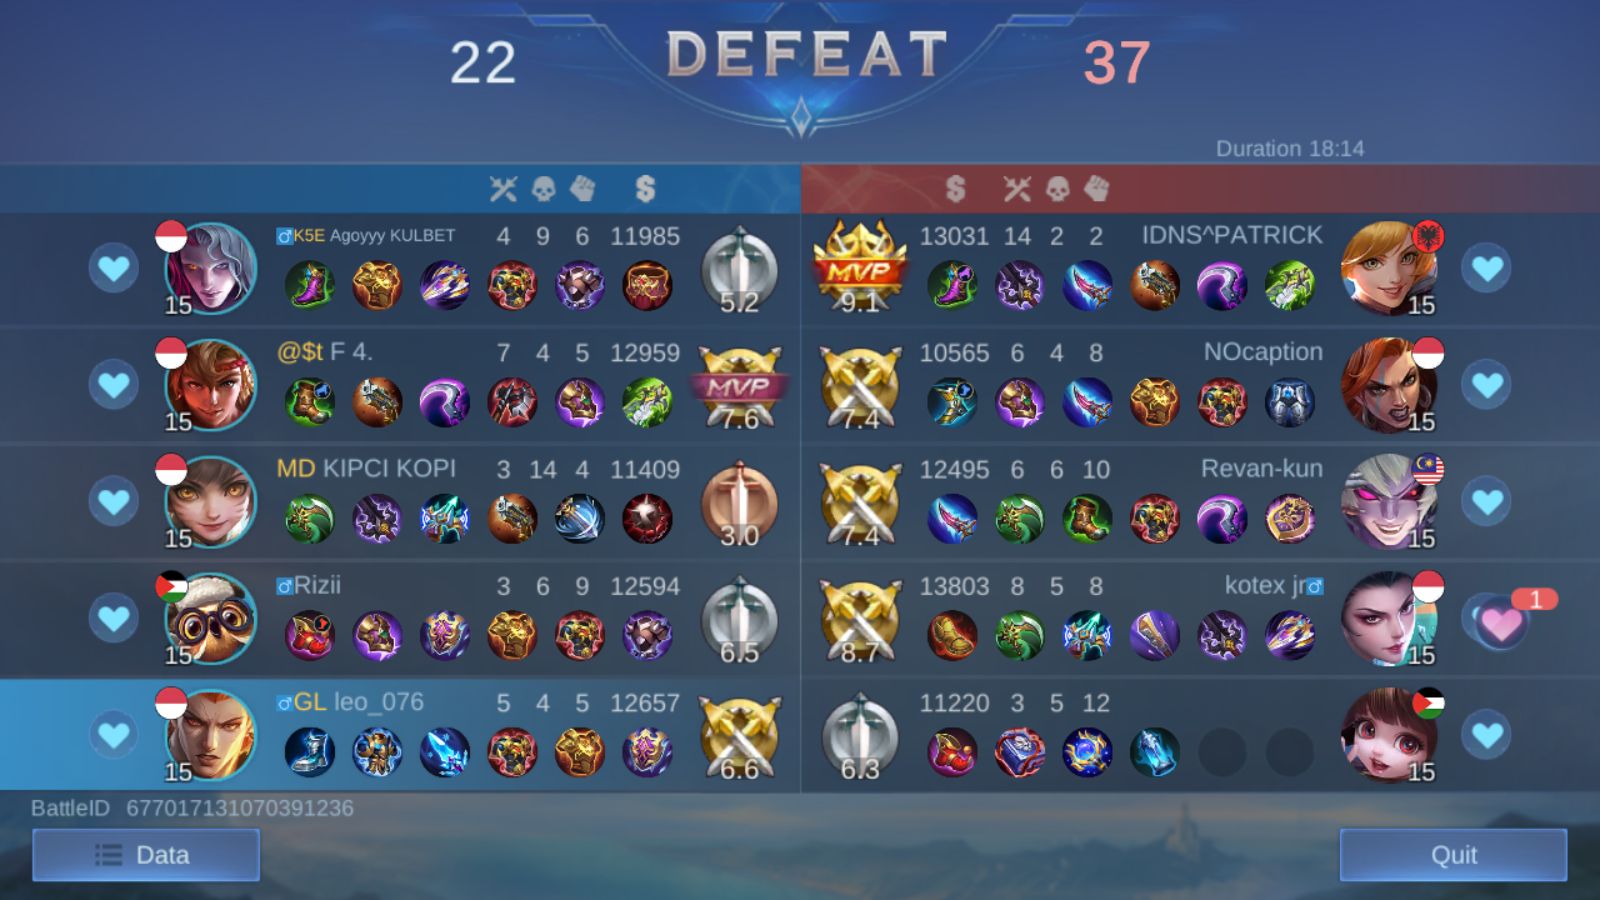 22 DEFEAT 37
Duration 18:14
K5E Agoyyy KULBET 4 9 6 11985
15 5.2
MVP 9.1 13031 14 2 2 IDNS^PATRICK
15
@$t F 4. 7 4 5 12959
15 MVP 7.6
10565 6 4 8 NOcaption
7.4 15
MD KIPCI KOPI 3 14 4 11409
15 3.0
12495 6 6 10 Revan-kun
7.4 15
Rizii 3 6 9 12594
15 6.5
13803 8 5 8 kotex jr
8.7 15 1
GL leo_076 5 4 5 12657
15 6.6
11220 3 5 12
6.3 15
BattleID 677017131070391236
Data
Quit